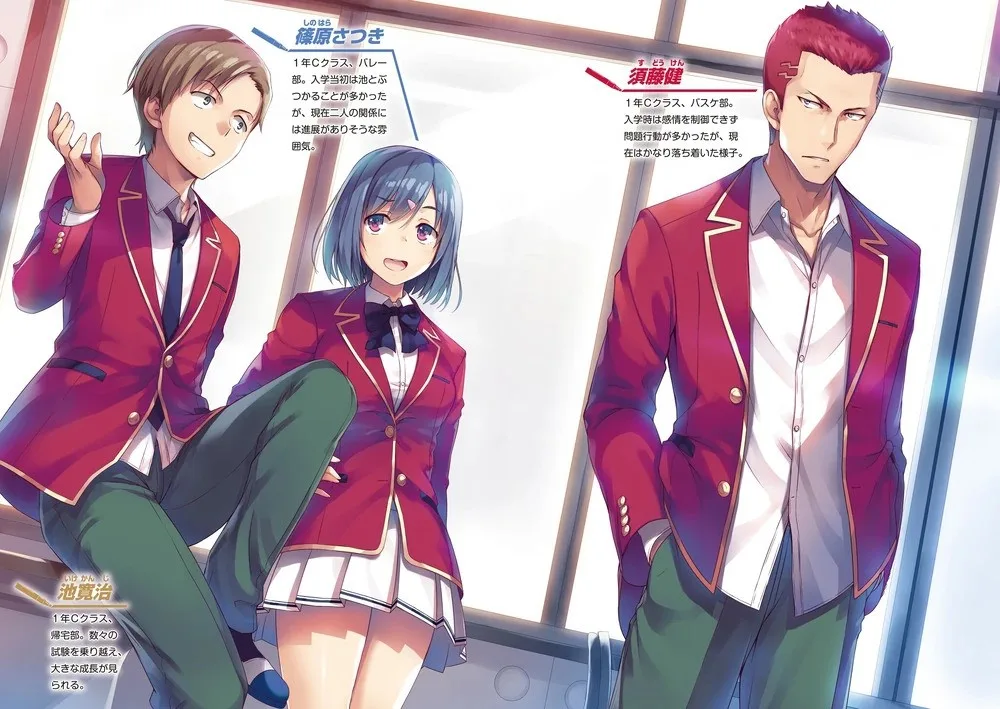 しのはら
篠原さつき
1年Cクラス、バレー
部。入学当初は池とぶ
つかることが多かった
が、現在二人の関係に
は進展がありそうな雰
囲気。
すどうけん
須藤健
1年Cクラス、バスケ部。
入学時は感情を制御できず
問題行動が多かったが、現
在はかなり落ち着いた様子。
いけかんじ
池寛治
1年Cクラス、
帰宅部。数々の
試験を乗り越え、
大きな成長が見
られる。